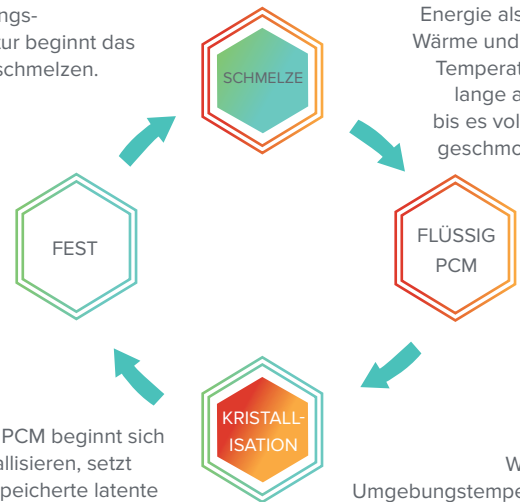 ngs-
tur beginnt das
schmelzen.
Energie als
Wärme und
Temperat
lange a
bis es vol
geschmo
SCHMELZE
FEST
FLÜSSIG
PCM
KRISTALL-
ISATION
PCM beginnt sich
allisieren, setzt
peicherte latente
W
Umgebungstempe